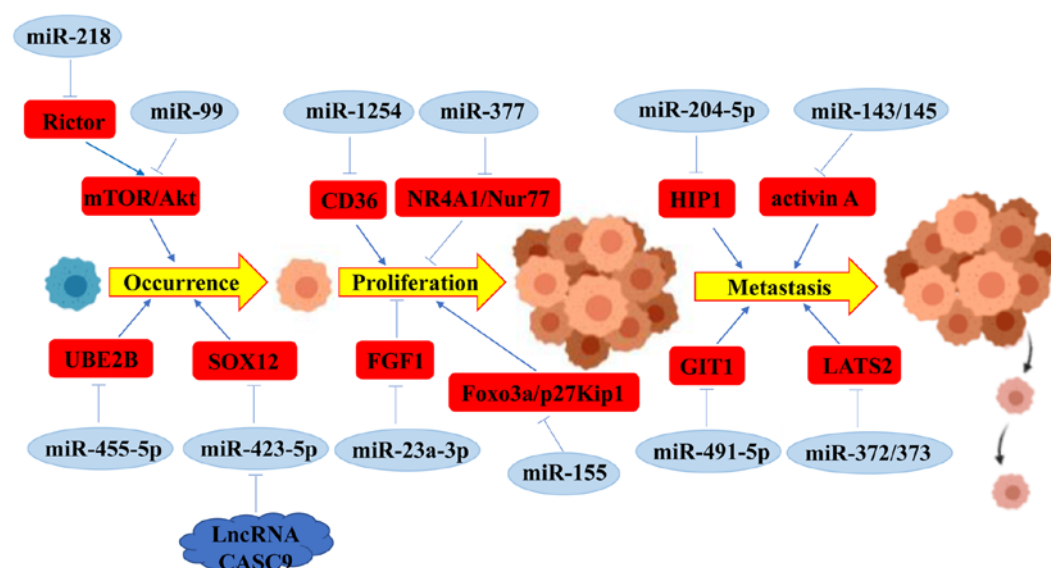 miR-218
miR-99
miR-1254
miR-377
miR-204-5p
miR-143/145
Rictor
mTOR/Akt
CD36
NR4A1/Nur77
HIP1
activin A
Occurrence
Proliferation
Metastasis
UBE2B
SOX12
FGF1
Foxo3a/p27Kip1
GIT1
LATS2
miR-455-5p
miR-423-5p
miR-23a-3p
miR-155
miR-491-5p
miR-372/373
LncRNA
CASC9